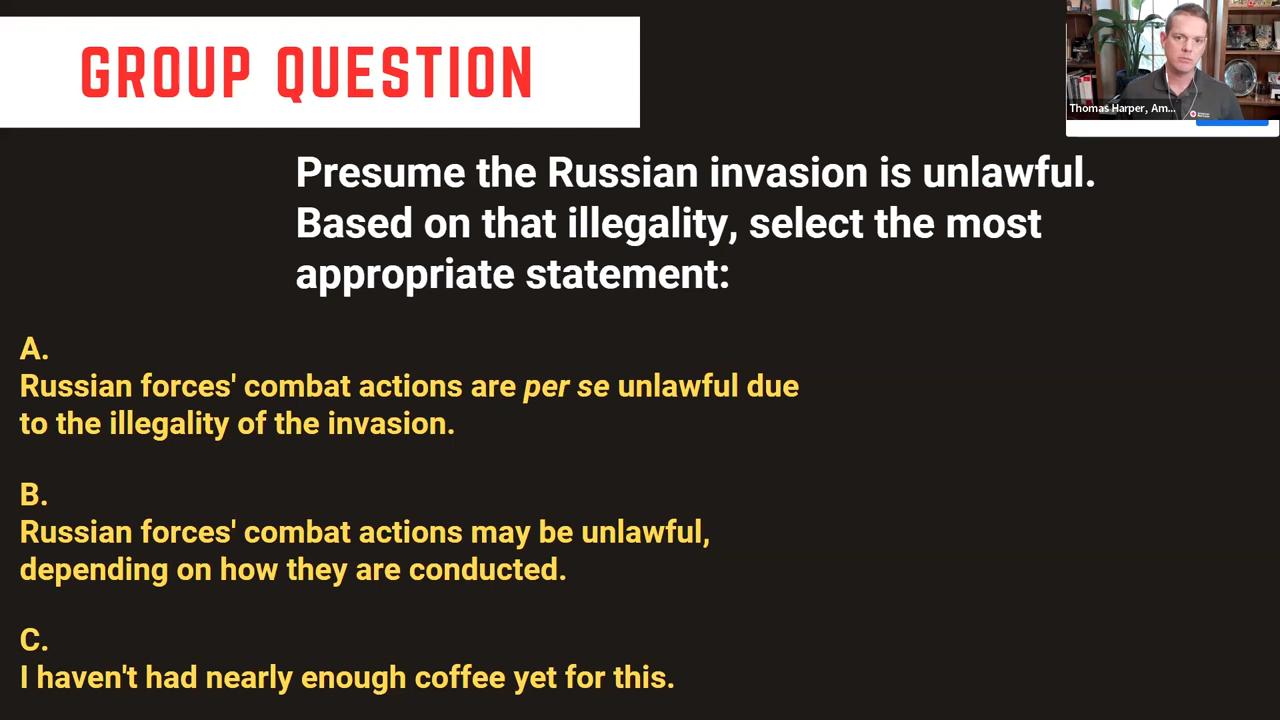 GROUP QUESTION
Thomas Harper, Am...
Presume the Russian invasion is unlawful.
Based on that illegality, select the most
appropriate statement:
A.
Russian forces' combat actions are per se unlawful due
to the illegality of the invasion.
B.
Russian forces' combat actions may be unlawful,
depending on how they are conducted.
C.
I haven't had nearly enough coffee yet for this.